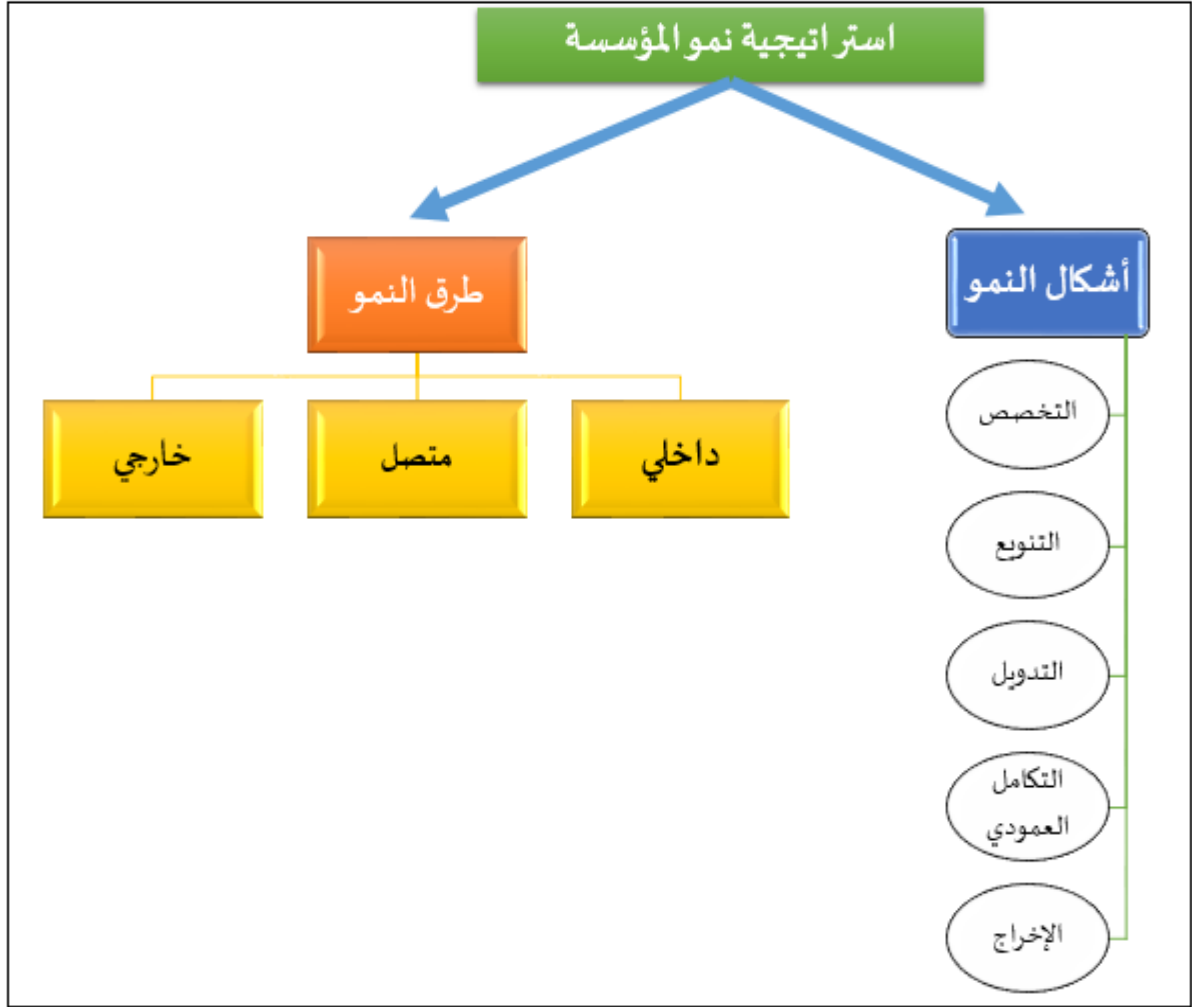 استراتيجية نمو المؤسسة
أشكال النمو
التخصص
التنويع
التدويل
التكامل
العمودي
الإخراج
طرق النمو
داخلي
متصل
خارجي